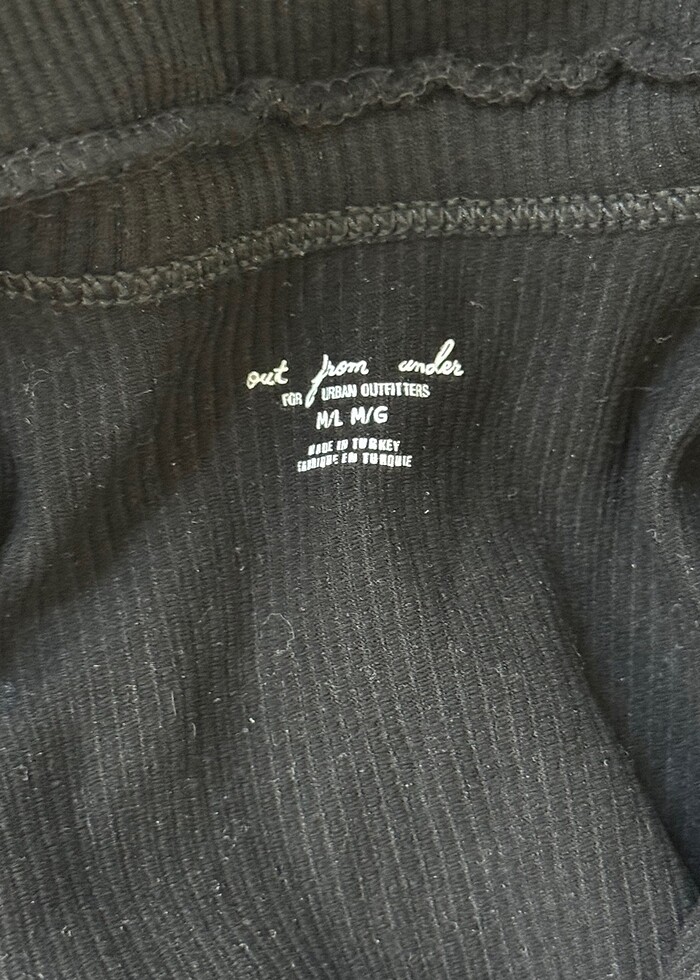 out from under
FOR URBAN OUTFITTERS
M/L M/G
MADE IN TURKEY
FABRIQUE EN TURQUIE